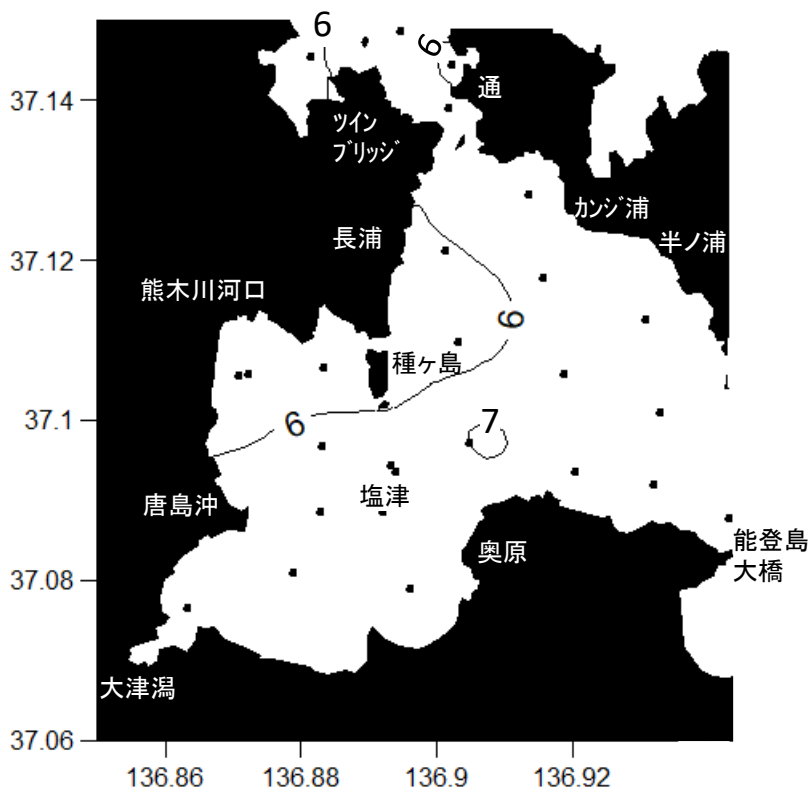 6
6
37.14
通
ﾂｲﾝ
ﾌﾞﾘｯｼﾞ
カンジ浦
長浦
半ノ浦
37.12
熊木川河口
6
種ヶ島
37.1
6
7
塩津
唐島沖
奥原
能登島
大橋
37.08
大津潟
37.06
136.86
136.88
136.9
136.92